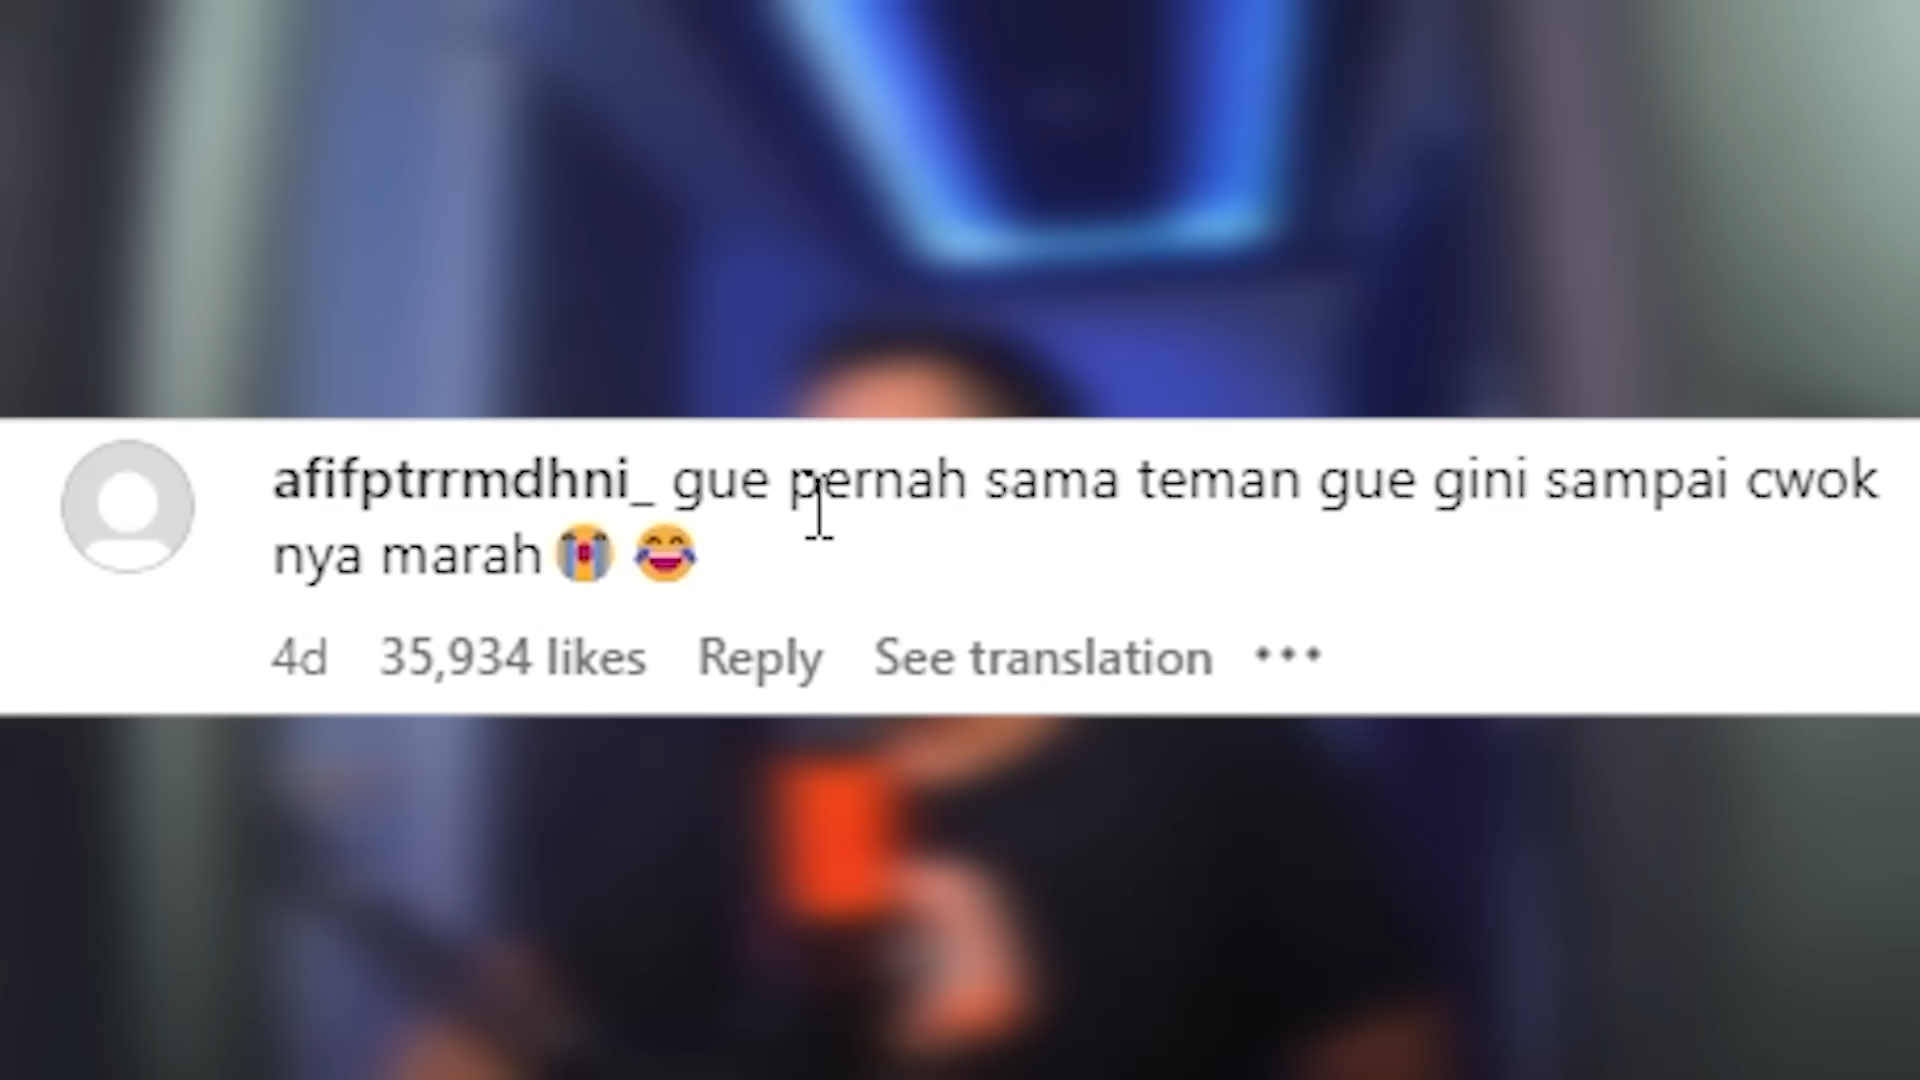 afifptrrmdhni_ gue pernah sama teman gue gini sampai cwok
nya marah😭😂
4d 35,934 likes Reply See translation •••